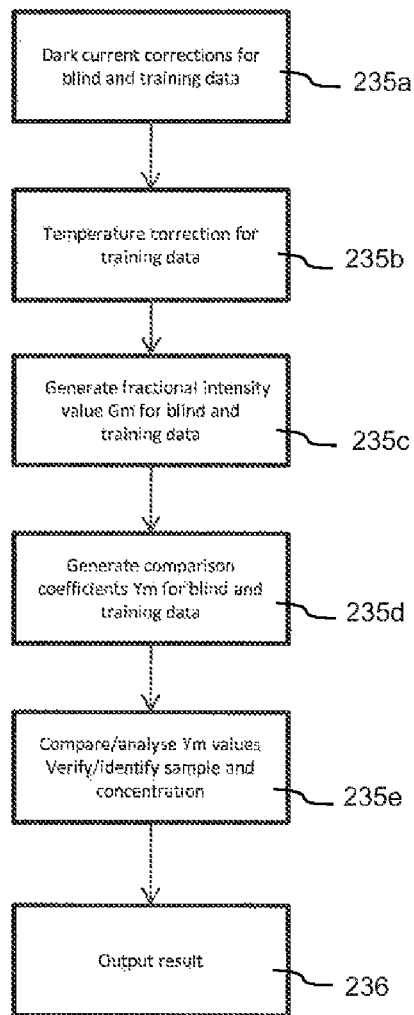 Dark current corrections for
blind and training data
235a
Temperature correction for
training data
235b
Generate fractional intensity
value Gm for blind and
training data
235c
Generate comparison
coefficients Ym for blind and
training data
235d
Compare/analyse Ym values
Verify/identify sample and
concentration
235e
Output result
236